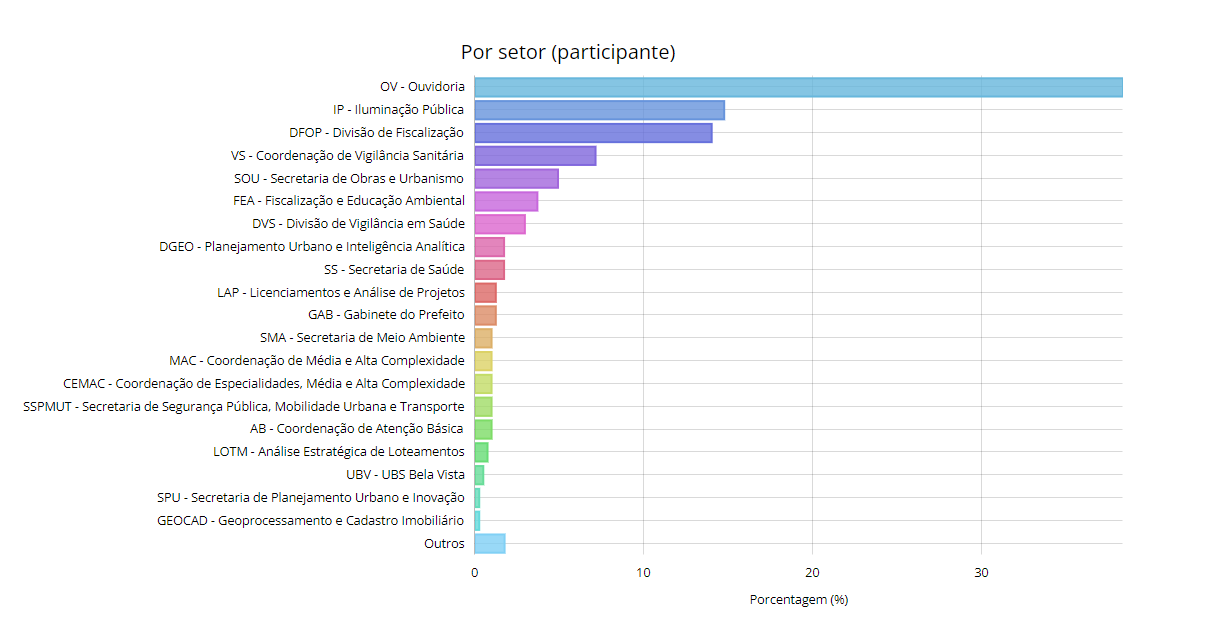 Por setor (participante)
OV - Ouvidoria
IP - Iluminação Pública
DFOP - Divisão de Fiscalização
VS - Coordenação de Vigilância Sanitária
SOU - Secretaria de Obras e Urbanismo
FEA - Fiscalização e Educação Ambiental
DVS - Divisão de Vigilância em Saúde
DGEO - Planejamento Urbano e Inteligência Analítica
SS - Secretaria de Saúde
LAP - Licenciamentos e Análise de Projetos
GAB - Gabinete do Prefeito
SMA - Secretaria de Meio Ambiente
MAC - Coordenação de Média e Alta Complexidade
CEMAC - Coordenação de Especialidades, Média e Alta Complexidade
SSPMUT - Secretaria de Segurança Pública, Mobilidade Urbana e Transporte
AB - Coordenação de Atenção Básica
LOTM - Análise Estratégica de Loteamentos
UBV - UBS Bela Vista
SPU - Secretaria de Planejamento Urbano e Inovação
GEOCAD - Geoprocessamento e Cadastro Imobiliário
Outros
0 10 20 30
Porcentagem (%)